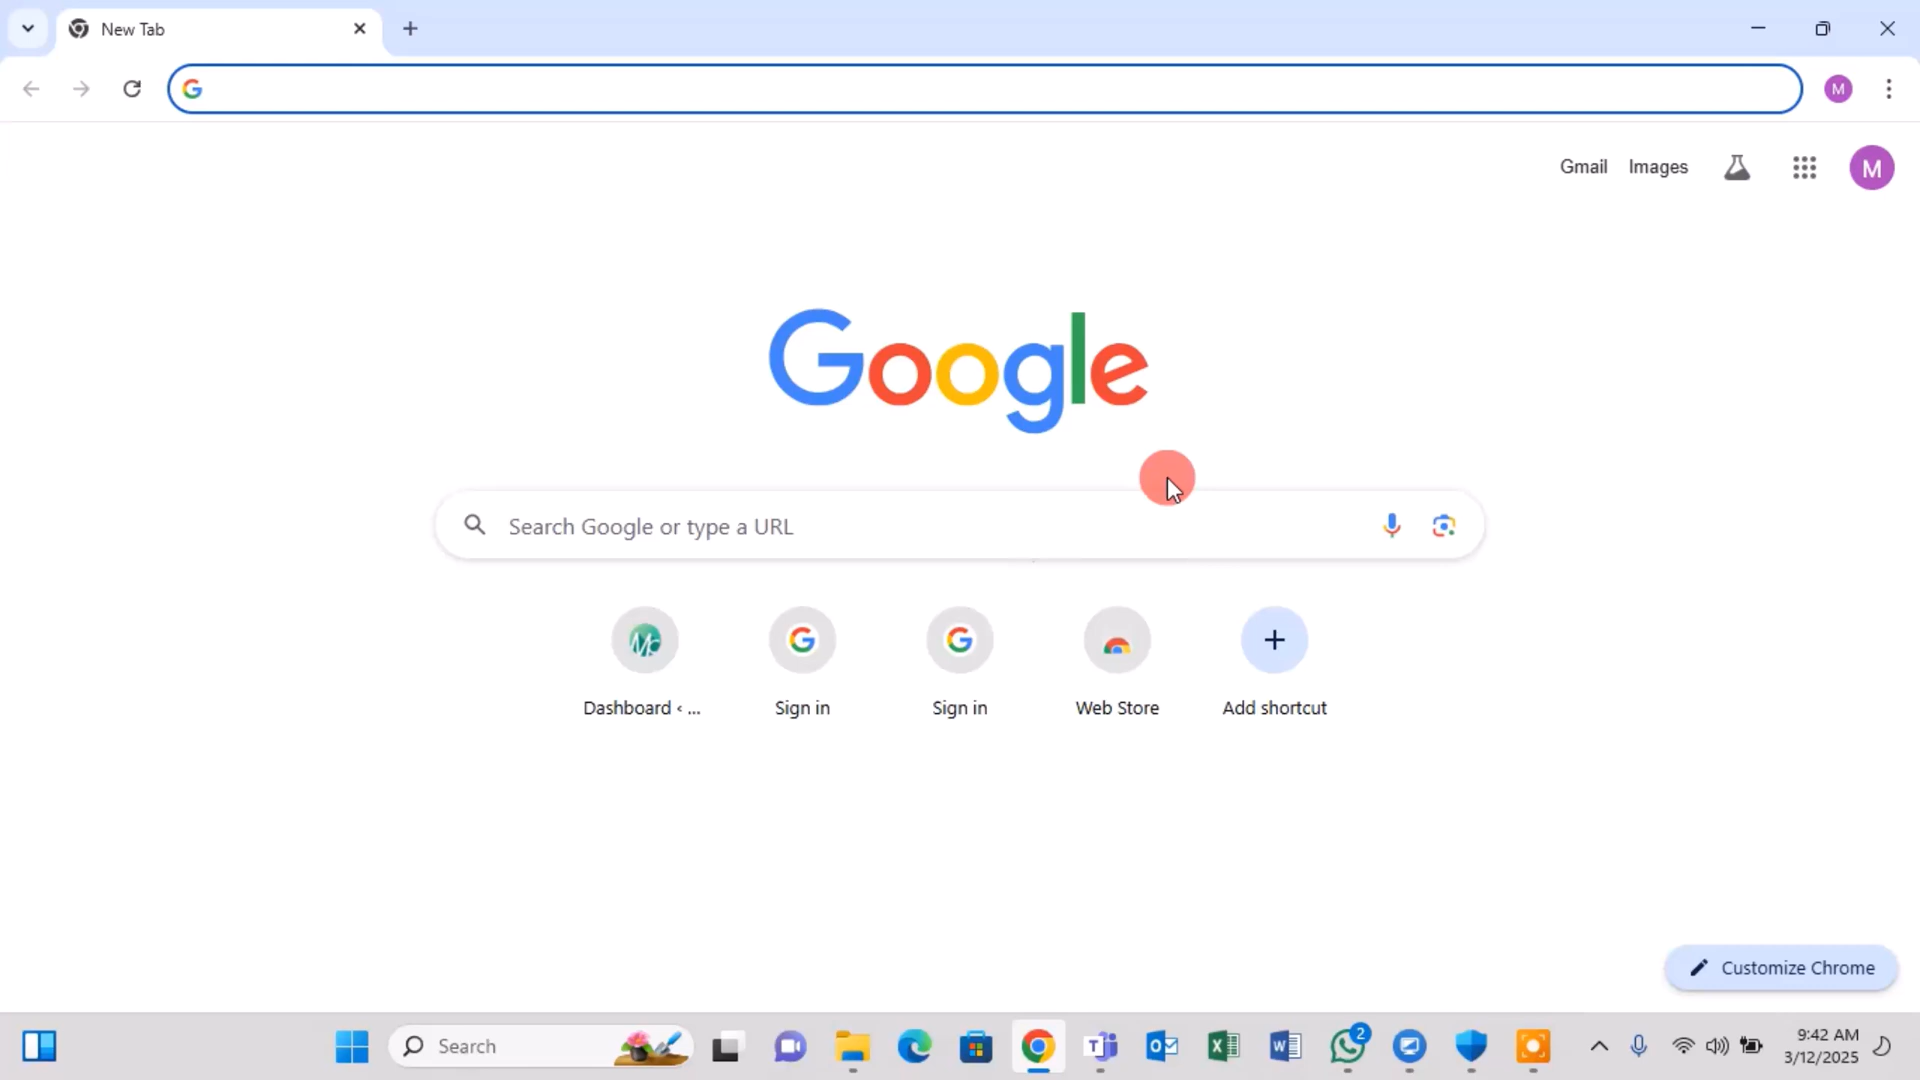 New Tab
M
Gmail Images
M
Google
Search Google or type a URL
Dashboard ‹ ...
Sign in
Sign in
Web Store
Add shortcut
Customize Chrome
Search
2
9:42 AM
3/12/2025